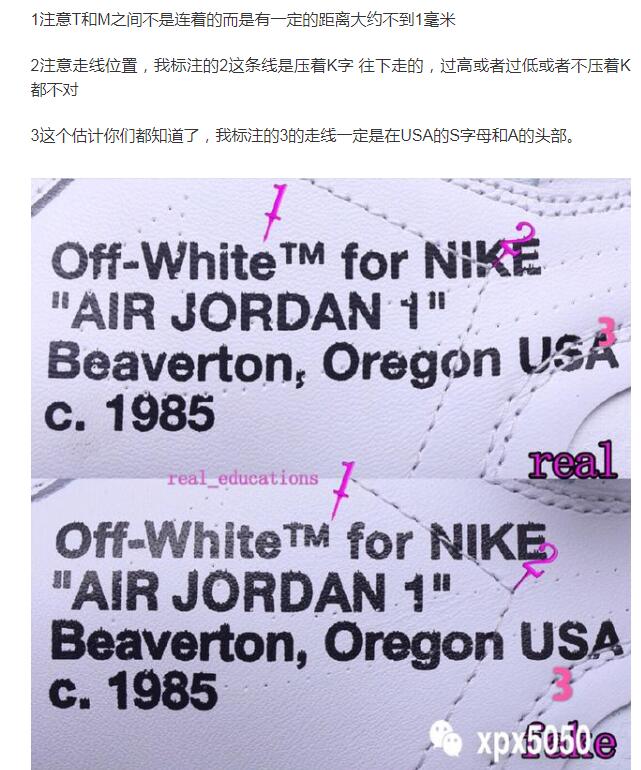 1注意T和M之间不是连着的而是有一定的距离大约不到1毫米
2注意走线位置，我标注的2这条线是压着K字 往下走的，过高或者过低或者不压着K
都不对
3这个估计你们都知道了，我标注的3的走线一定是在USA的S字母和A的头部。
1
2
Off-White™ for NIKE
"AIR JORDAN 1"
3
Beaverton, Oregon USA
c. 1985
real
real_educations
1
Off-White™ for NIKE
2
"AIR JORDAN 1"
Beaverton, Oregon USA
c. 1985
3
xpx5050
fake